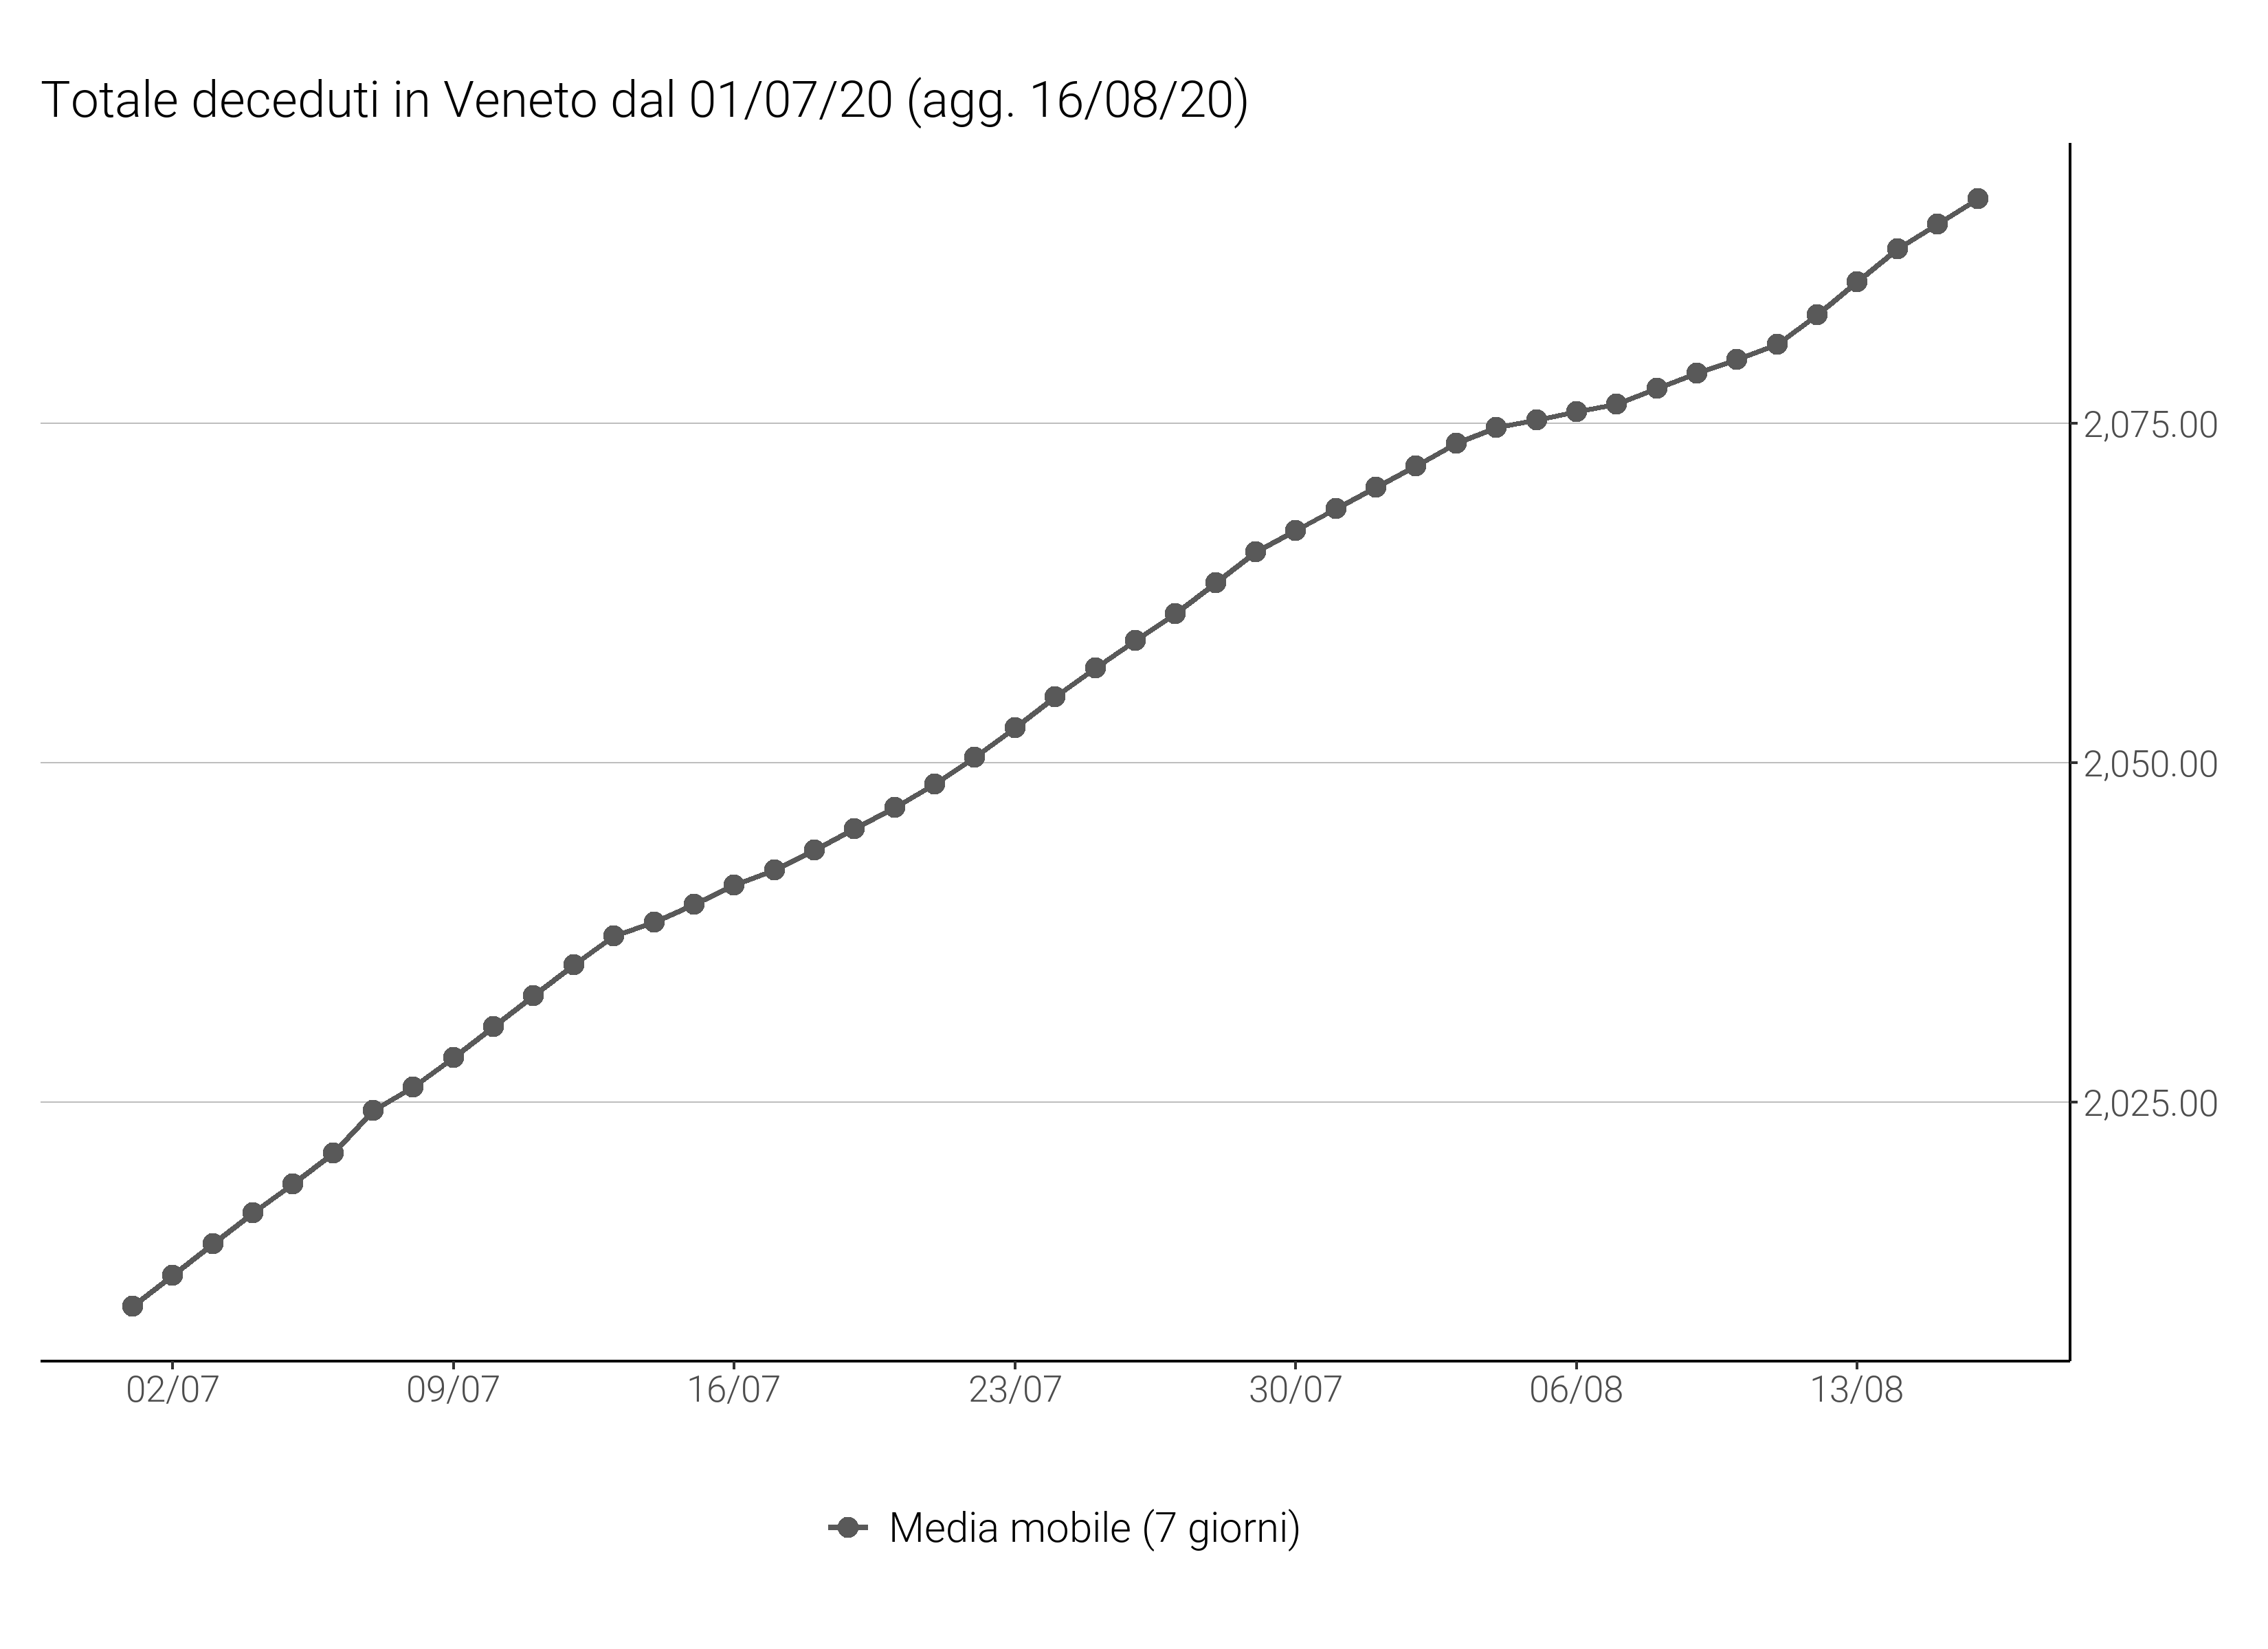 Totale deceduti in Veneto dal 01/07/20 (agg. 16/08/20)
2,075.00
2,050.00
2,025.00
02/07 09/07 16/07 23/07 30/07 06/08 13/08
Media mobile (7 giorni)